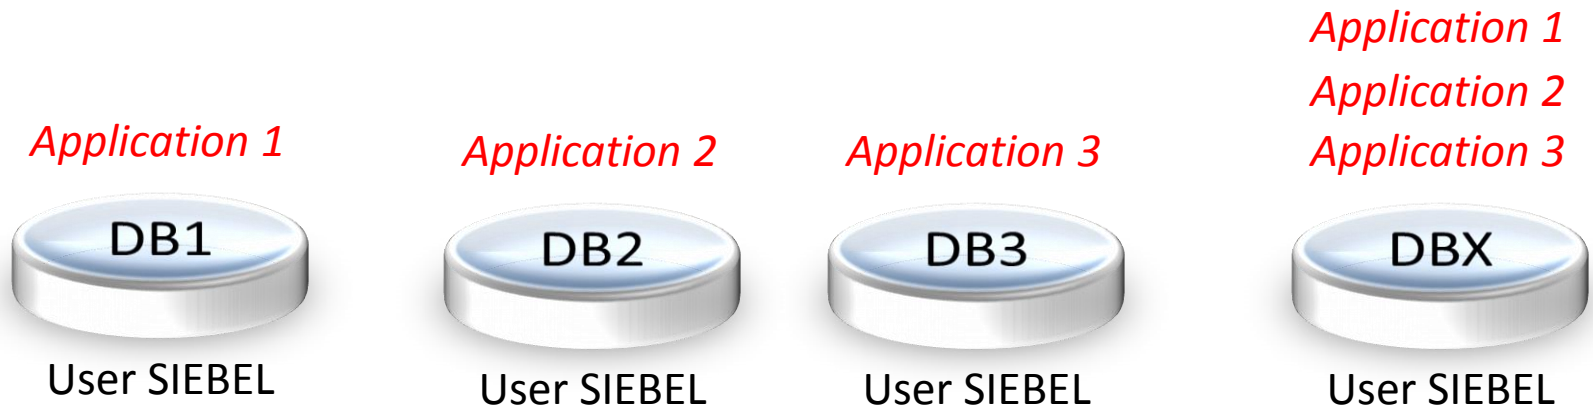 Application 1
DB1
User SIEBEL
Application 2
DB2
User SIEBEL
Application 3
DB3
User SIEBEL
Application 1
Application 2
Application 3
DBX
User SIEBEL